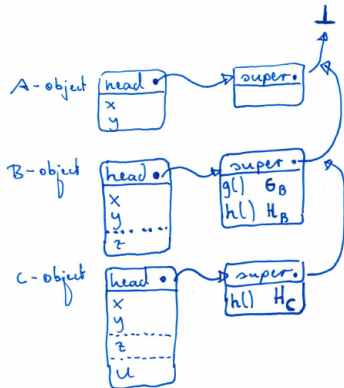 ⊥
A-object head super
x
y
B-object head super
x g() G_B
y h() H_B
z
C-object head super
x h() H_C
y
z
u